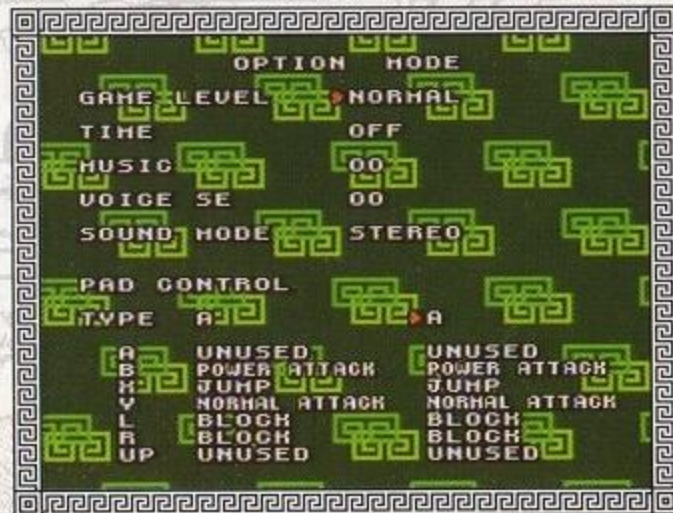 OPTION MODE
GAME LEVEL NORMAL
TIME OFF
MUSIC 00
VOICE SE 00
SOUND MODE STEREO
PAD CONTROL
TYPE A A
A UNUSED UNUSED
B POWER ATTACK POWER ATTACK
X JUMP JUMP
Y NORMAL ATTACK NORMAL ATTACK
L BLOCK BLOCK
R BLOCK BLOCK
UP UNUSED UNUSED